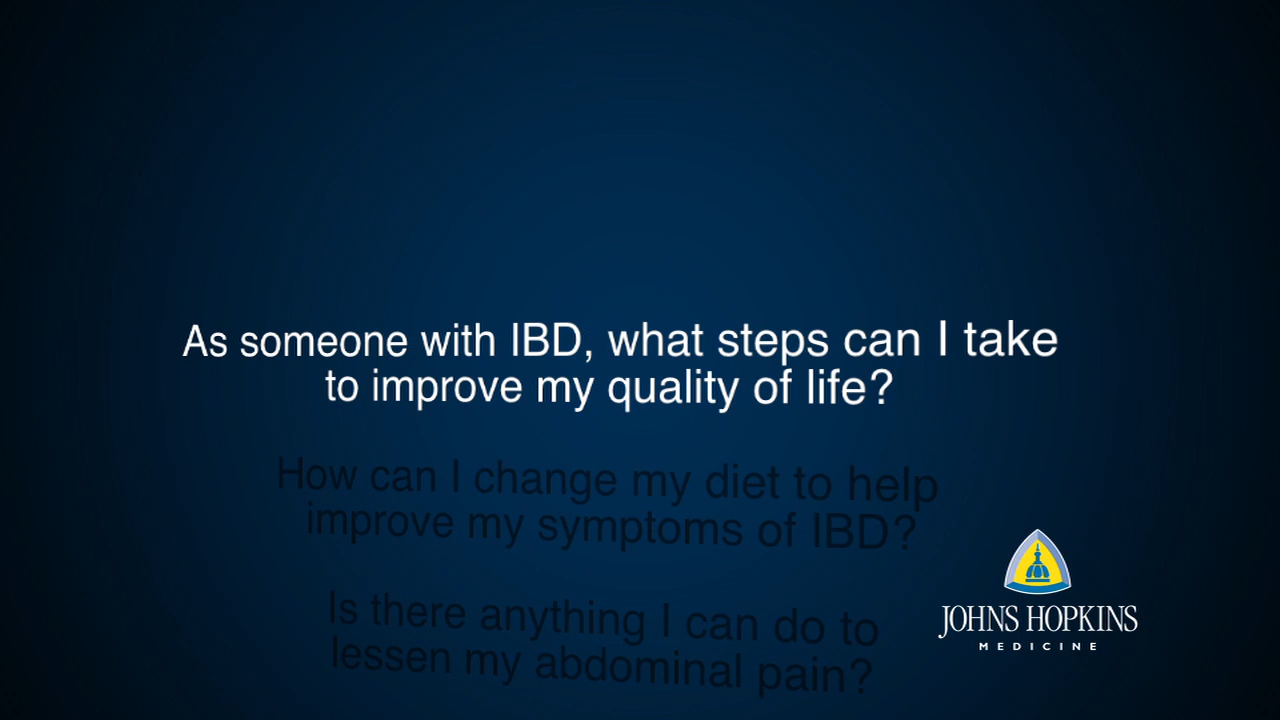 As someone with IBD, what steps can I take
to improve my quality of life?
How can I change my diet to help
improve my symptoms of IBD?
Is there anything I can do to
lessen my abdominal pain?
JOHNS HOPKINS
MEDICINE